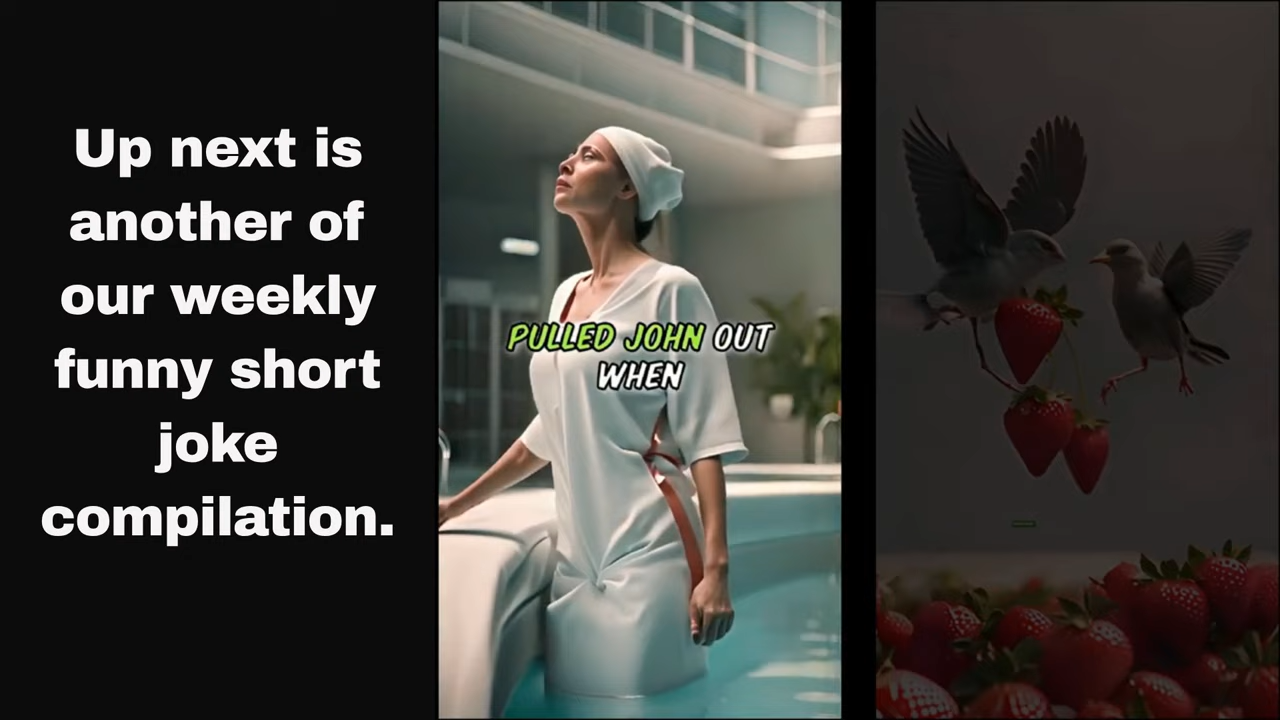 Up next is
another of
our weekly
funny short
joke
compilation.
PULLED JOHN OUT
WHEN